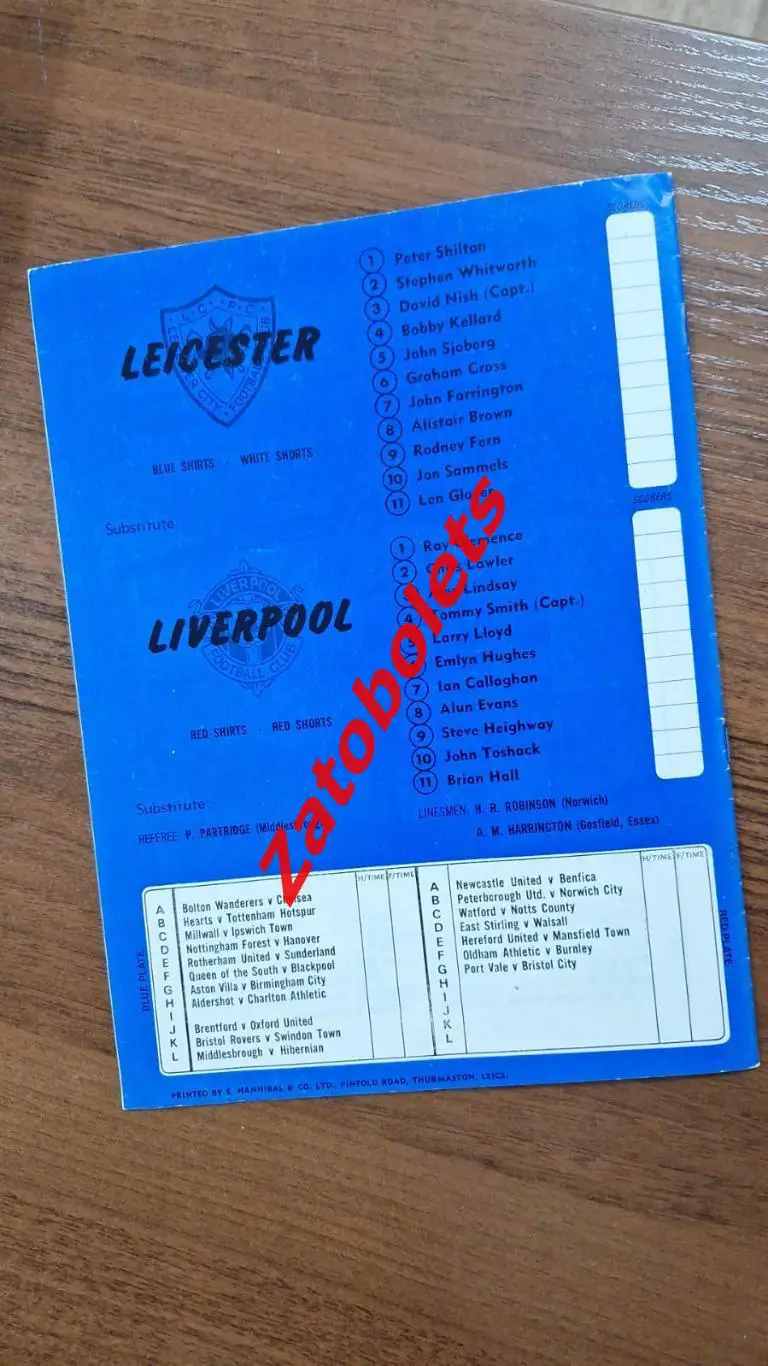 SCORERS
LEICESTER
BLUE SHIRTS - WHITE SHORTS
1 Peter Shilton
2 Stephen Whitworth
3 David Nish (Capt.)
4 Bobby Kellard
5 John Sjoberg
6 Graham Cross
7 John Farrington
8 Alistair Brown
9 Rodney Fern
10 Jon Sammels
11 Len Glover
Substitute
SCORERS
LIVERPOOL FOOTBALL CLUB
LIVERPOOL
RED SHIRTS - RED SHORTS
1 Ray Clemence
2 Chris Lawler
3 Lindsay
4 Tommy Smith (Capt.)
5 Larry Lloyd
6 Emlyn Hughes
7 Ian Callaghan
8 Alun Evans
9 Steve Heighway
10 John Toshack
11 Brian Hall
Substitute:
REFEREE: P. PARTRIDGE (Middlesbrough)
LINESMEN: H. R. ROBINSON (Norwich)
A. M. HARRINGTON (Gosfield, Essex)
BLUE PLATE
H/TIME F/TIME
A Bolton Wanderers v Chelsea
B Hearts v Tottenham Hotspur
C Millwall v Ipswich Town
D Nottingham Forest v Hanover
E Rotherham United v Sunderland
F Queen of the South v Blackpool
G Aston Villa v Birmingham City
H Aldershot v Charlton Athletic
J Brentford v Oxford United
K Bristol Rovers v Swindon Town
L Middlesbrough v Hibernian
H/TIME F/TIME
A Newcastle United v Benfica
B Peterborough Utd. v Norwich City
C Watford v Notts County
D East Stirling v Walsall
E Hereford United v Mansfield Town
F Oldham Athletic v Burnley
G Port Vale v Bristol City
H
J
K
L
RED PLATE
PRINTED BY E. HANNIBAL & CO. LTD., PINFOLD ROAD, THURMASTON, LEICS.
Zatobolets